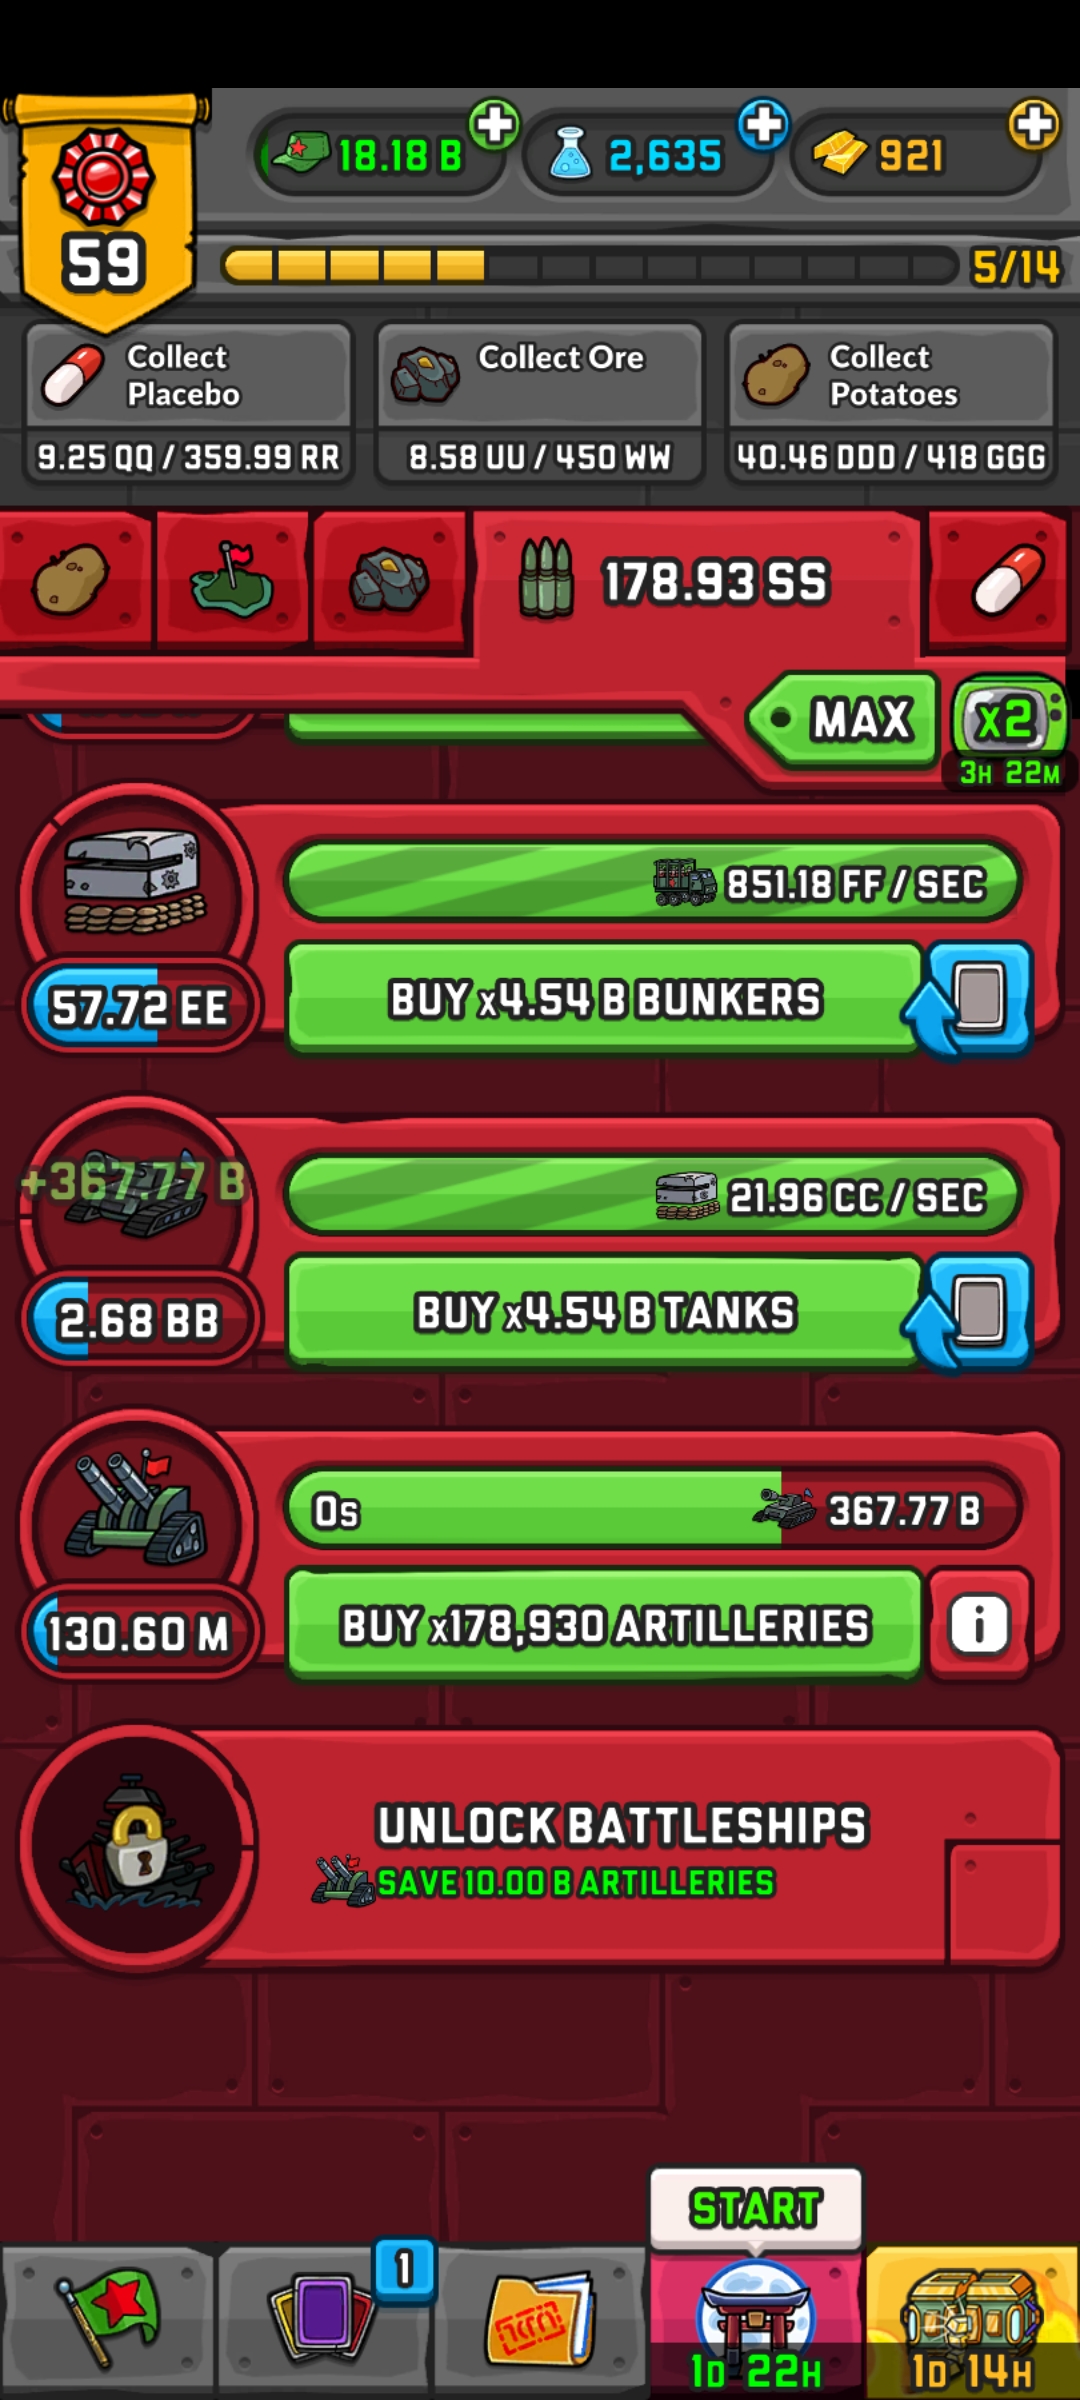 18.18 B
2,635
921
59
5/14
Collect
Placebo
9.25 QQ / 359.99 RR
Collect Ore
8.58 UU / 450 WW
Collect
Potatoes
40.46 DDD / 418 GGG
178.93 SS
MAX
x2
3H 22M
851.18 FF / SEC
57.72 EE
BUY x4.54 B BUNKERS
+367.77 B
21.96 CC / SEC
2.68 BB
BUY x4.54 B TANKS
0s
367.77 B
130.60 M
BUY x178,930 ARTILLERIES
i
UNLOCK BATTLESHIPS
SAVE 10.00 B ARTILLERIES
START
1
1D 22H
1D 14H